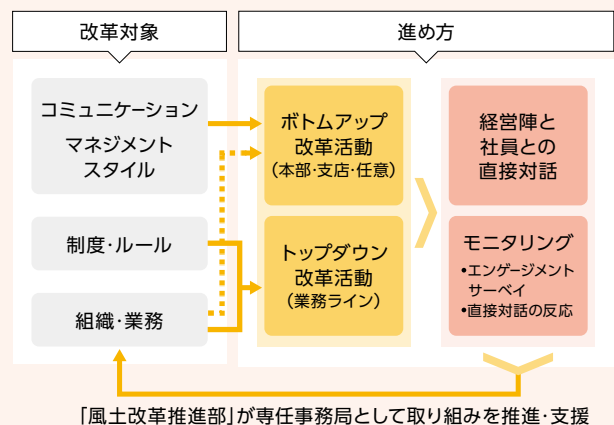 改革対象
進め方
コミュニケーション
マネジメント
スタイル
制度・ルール
組織・業務
ボトムアップ
改革活動
(本部・支店・任意)
トップダウン
改革活動
(業務ライン)
経営陣と
社員との
直接対話
モニタリング
•エンゲージメント
サーベイ
•直接対話の反応
「風土改革推進部」が専任事務局として取り組みを推進・支援